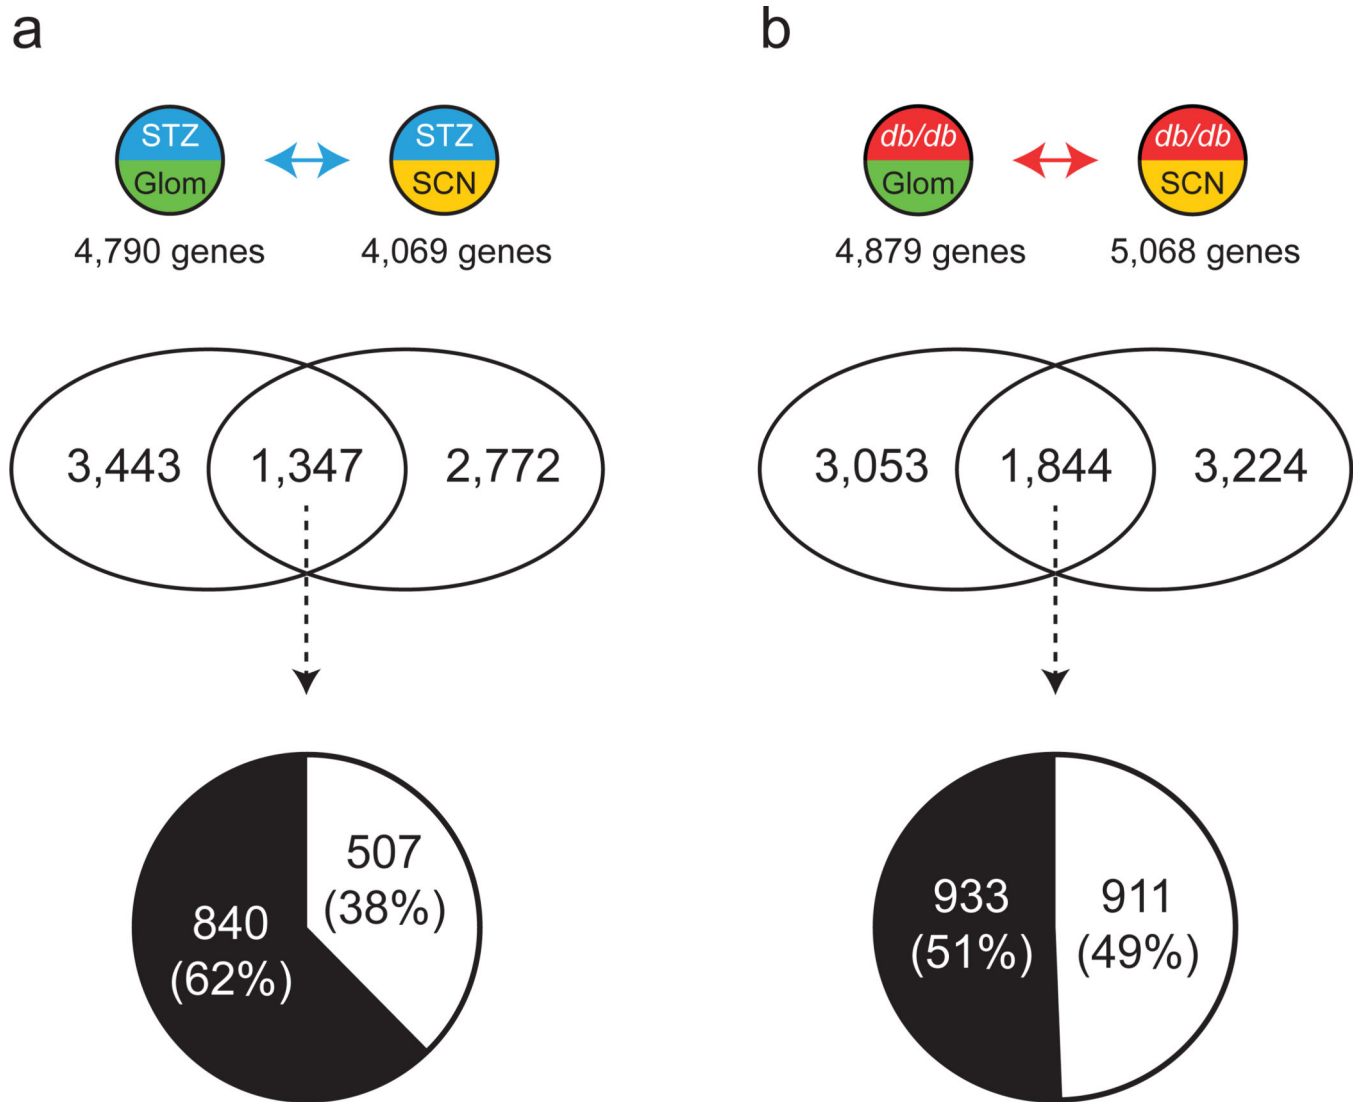 a
STZ
Glom
STZ
SCN
4,790 genes
4,069 genes
3,443
1,347
2,772
507
(38%)
840
(62%)
b
db/db
Glom
db/db
SCN
4,879 genes
5,068 genes
3,053
1,844
3,224
933
(51%)
911
(49%)